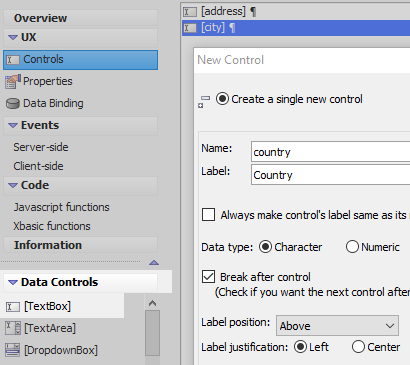 Overview
UX
Controls
Properties
Data Binding
Events
Server-side
Client-side
Code
Javascript functions
Xbasic functions
Information
Data Controls
[TextBox]
[TextArea]
[DropdownBox]
[address] ¶
[city] ¶
New Control
Create a single new control
Name: country
Label: Country
Always make control's label same as its
Data type: Character Numeric
Break after control
(Check if you want the next control after
Label position: Above
Label justification: Left Center